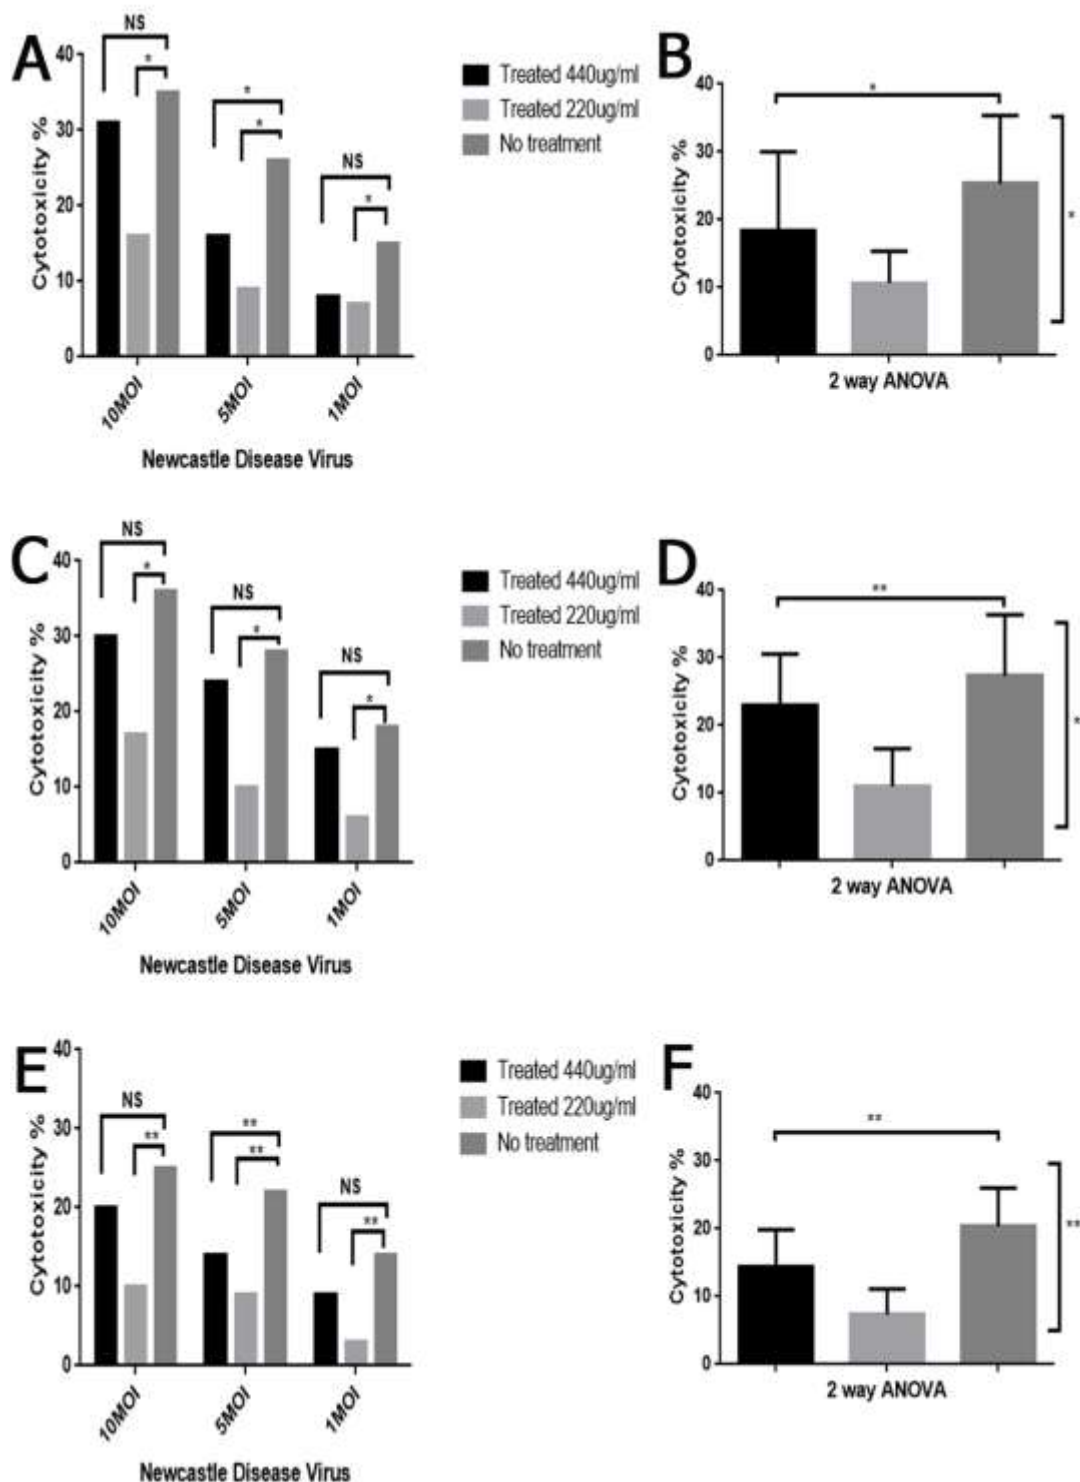 A
NS
*
*
*
NS
*
40
30
20
10
0
Cytotoxicity %
10MOI
5MOI
1MOI
Newcastle Disease Virus
Treated 440ug/ml
Treated 220ug/ml
No treatment
B
*
*
40
30
20
10
0
Cytotoxicity %
2 way ANOVA
C
NS
*
NS
*
NS
*
40
30
20
10
0
Cytotoxicity %
10MOI
5MOI
1MOI
Newcastle Disease Virus
Treated 440ug/ml
Treated 220ug/ml
No treatment
D
**
*
40
30
20
10
0
Cytotoxicity %
2 way ANOVA
E
NS
**
**
**
NS
**
40
30
20
10
0
Cytotoxicity %
10MOI
5MOI
1MOI
Newcastle Disease Virus
Treated 440ug/ml
Treated 220ug/ml
No treatment
F
**
**
40
30
20
10
0
Cytotoxicity %
2 way ANOVA